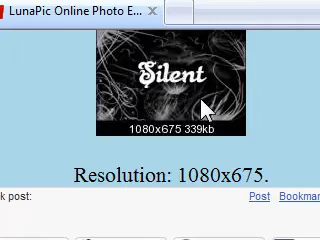 LunaPic Online Photo E...
Silent
1080x675 339kb
Resolution: 1080x675.
k post:
Post
Bookmar